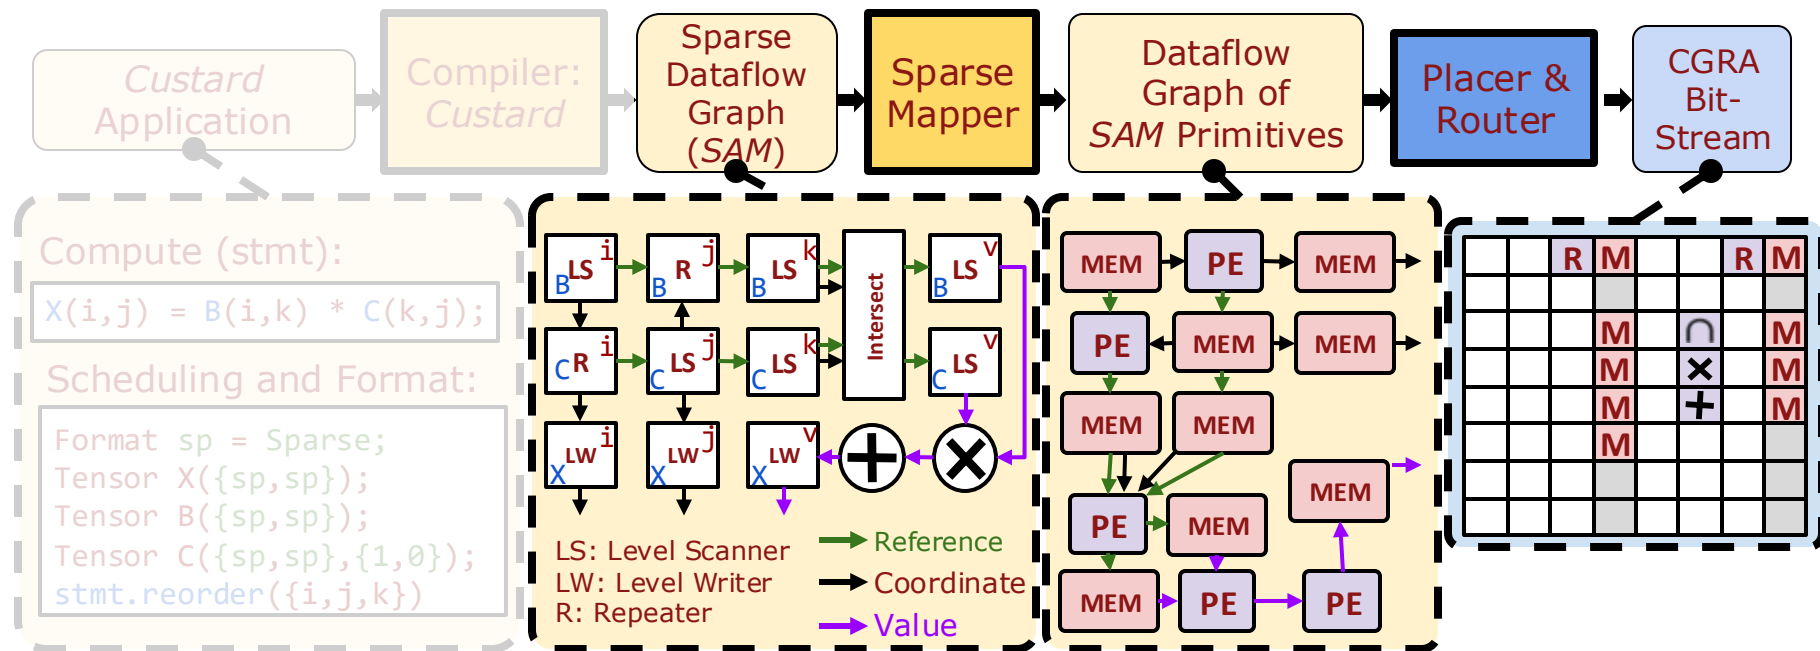 Custard
Application
Compiler:
Custard
Sparse
Dataflow
Graph
(SAM)
Sparse
Mapper
Dataflow
Graph of
SAM Primitives
Placer &
Router
CGRA
Bit-
Stream
Compute (stmt):
X(i,j) = B(i,k) * C(k,j);
Scheduling and Format:
Format sp = Sparse;
Tensor X({sp,sp});
Tensor B({sp,sp});
Tensor C({sp,sp},{1,0});
stmt.reorder({i,j,k})
B LS i
B R j
B LS k
Intersect
B LS v
C R i
C LS j
C LS k
C LS v
X LW i
X LW j
X LW v
+
×
LS: Level Scanner
LW: Level Writer
R: Repeater
Reference
Coordinate
Value
MEM PE MEM
PE MEM MEM
MEM MEM
MEM
PE MEM
MEM PE PE
R M R M
M ∩ M
M × M
M + M
M